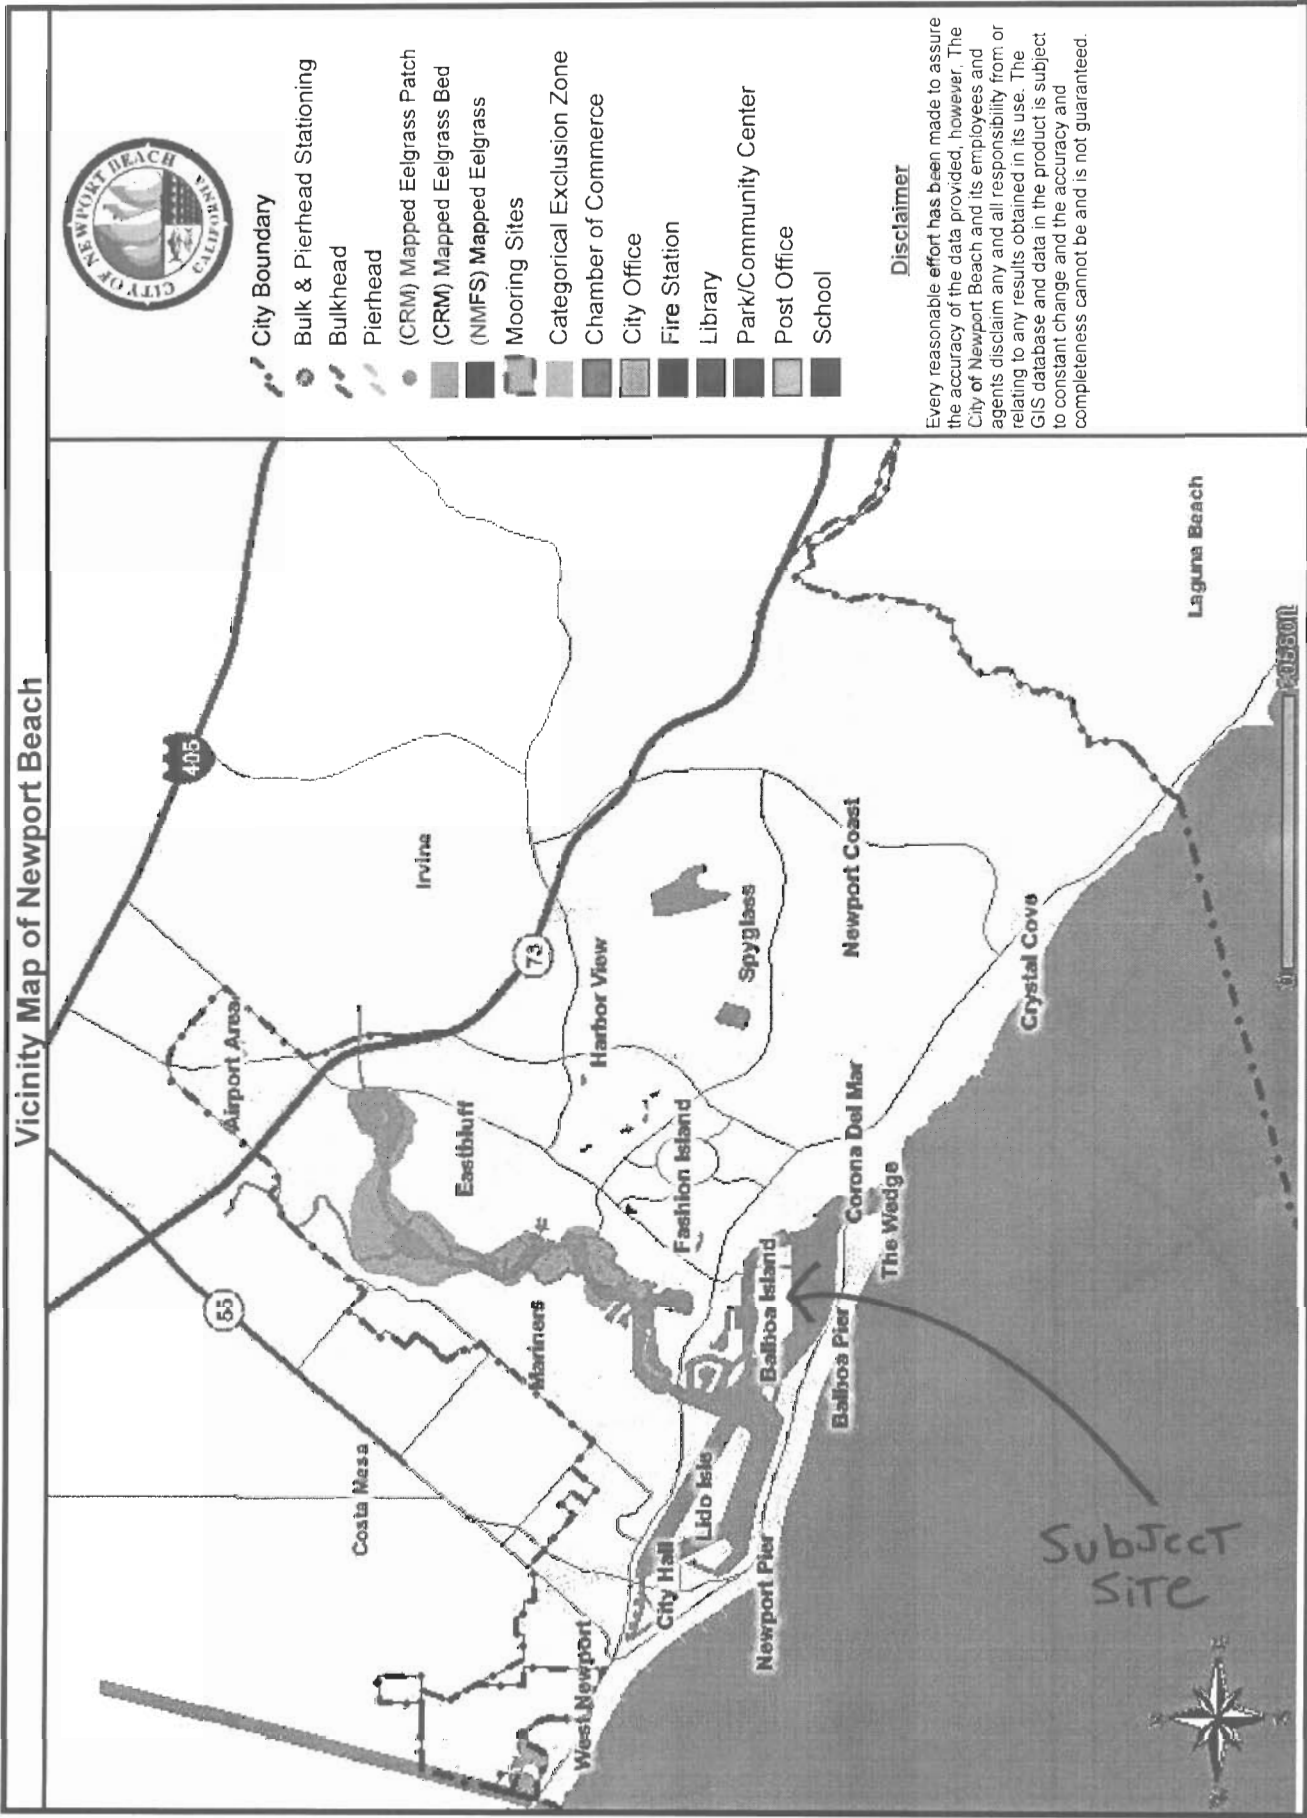 Vicinity Map of Newport Beach
CITY OF NEWPORT BEACH
CALIFORNIA
City Boundary
Bulk & Pierhead Stationing
Bulkhead
Pierhead
(CRM) Mapped Eelgrass Patch
(CRM) Mapped Eelgrass Bed
(NMFS) Mapped Eelgrass
Mooring Sites
Categorical Exclusion Zone
Chamber of Commerce
City Office
Fire Station
Library
Park/Community Center
Post Office
School
Disclaimer
Every reasonable effort has been made to assure
the accuracy of the data provided, however, The
City of Newport Beach and its employees and
agents disclaim any and all responsibility from or
relating to any results obtained in its use. The
GIS database and data in the product is subject
to constant change and the accuracy and
completeness cannot be and is not guaranteed.
405
55
73
Irvine
Airport Area
Costa Mesa
Eastbluff
Mariners
Harbor View
Spyglass
Newport Coast
Fashion Island
West Newport
City Hall
Lido Isle
Newport Pier
Balboa Island
Balboa Pier
Corona Del Mar
The Wedge
Crystal Cove
Laguna Beach
0
SUBJECT
SITE